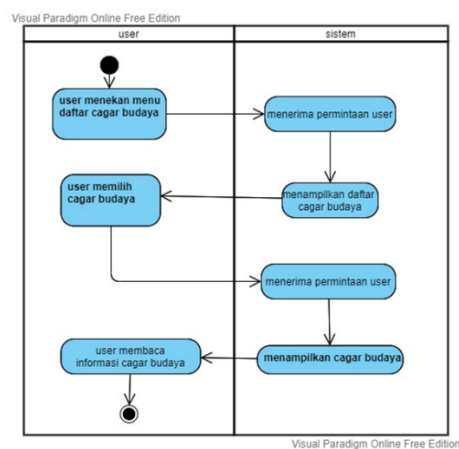 Visual Paradigm Online Free Edition
user
sistem
user menekan menu
daftar cagar budaya
menerima permintaan user
menampilkan daftar
cagar budaya
user memilih
cagar budaya
menerima permintaan user
menampilkan cagar budaya
user membaca
informasi cagar budaya
Visual Paradigm Online Free Edition